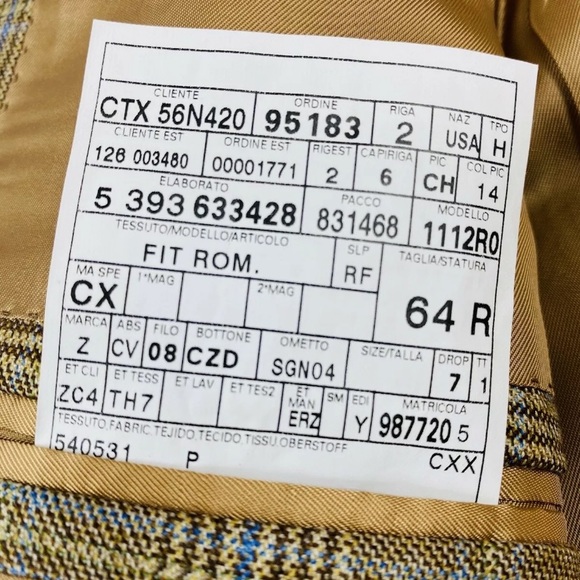 CLIENTE ORDINE RIGA NAZ TPO
CTX 56N420 95183 2 USA H
CLIENTE EST ORDINE EST RIGEST CAPIRIGA PIC COL PIC
128 003480 00001771 2 6 CH 14
ELABORATO PACCO MODELLO
5 393 633428 831468 1112R0
TESSUTO/MODELLO/ARTICOLO SLP TAGLIA/STATURA
FIT ROM. RF 64 R
MA SPE 1°MAG 2°MAG
CX
MARCA ABS FILO BOTTONE OMETTO SIZE/TALLA DROP TT
Z CV 08 CZD SGN04 7 1
ET CLI ET TESS ET LAV ET TES2 ET MAN SM EDI MATRICOLA
ZC4 TH7 ERZ Y 987720 5
TESSUTO.FABRIC.TEJIDO.TECIDO.TISSU.OBERSTOFF
540531 P CXX